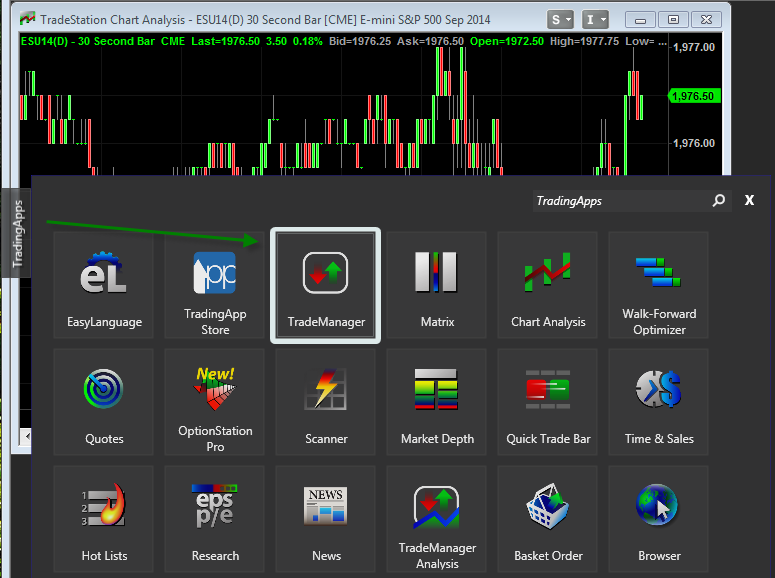 TradeStation Chart Analysis - ESU14(D) 30 Second Bar [CME] E-mini S&P 500 Sep 2014
S
I
ESU14(D) - 30 Second Bar CME Last=1976.50 3.50 0.18% Bid=1976.25 Ask=1976.50 Open=1972.50 High=1977.75 Low= ...
1,977.00
1,976.50
1,976.00
TradingApps
TradingApps
X
eL
EasyLanguage
App
TradingApp
Store
TradeManager
Matrix
Chart Analysis
Walk-Forward
Optimizer
Quotes
New!
OptionStation
Pro
Scanner
Market Depth
Quick Trade Bar
$
Time & Sales
1
2
3
Hot Lists
eps
p/e
Research
NEWS
News
TradeManager
Analysis
Basket Order
Browser